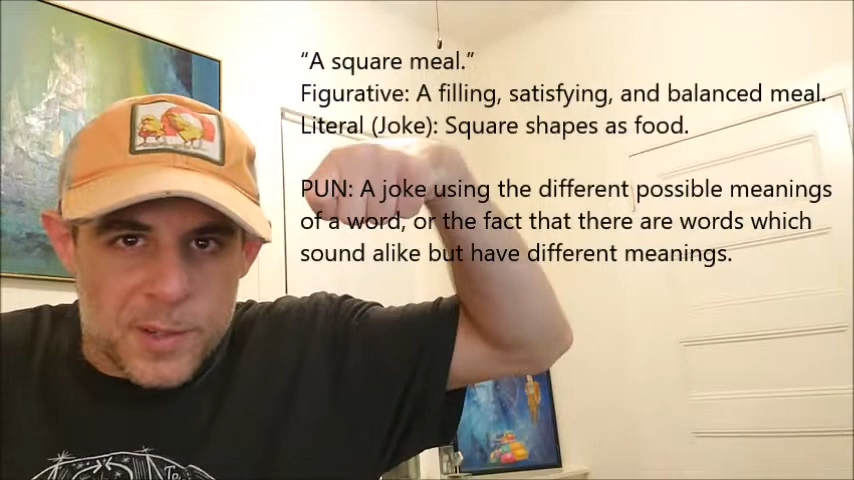 “A square meal.”
Figurative: A filling, satisfying, and balanced meal.
Literal (Joke): Square shapes as food.
PUN: A joke using the different possible meanings
of a word, or the fact that there are words which
sound alike but have different meanings.